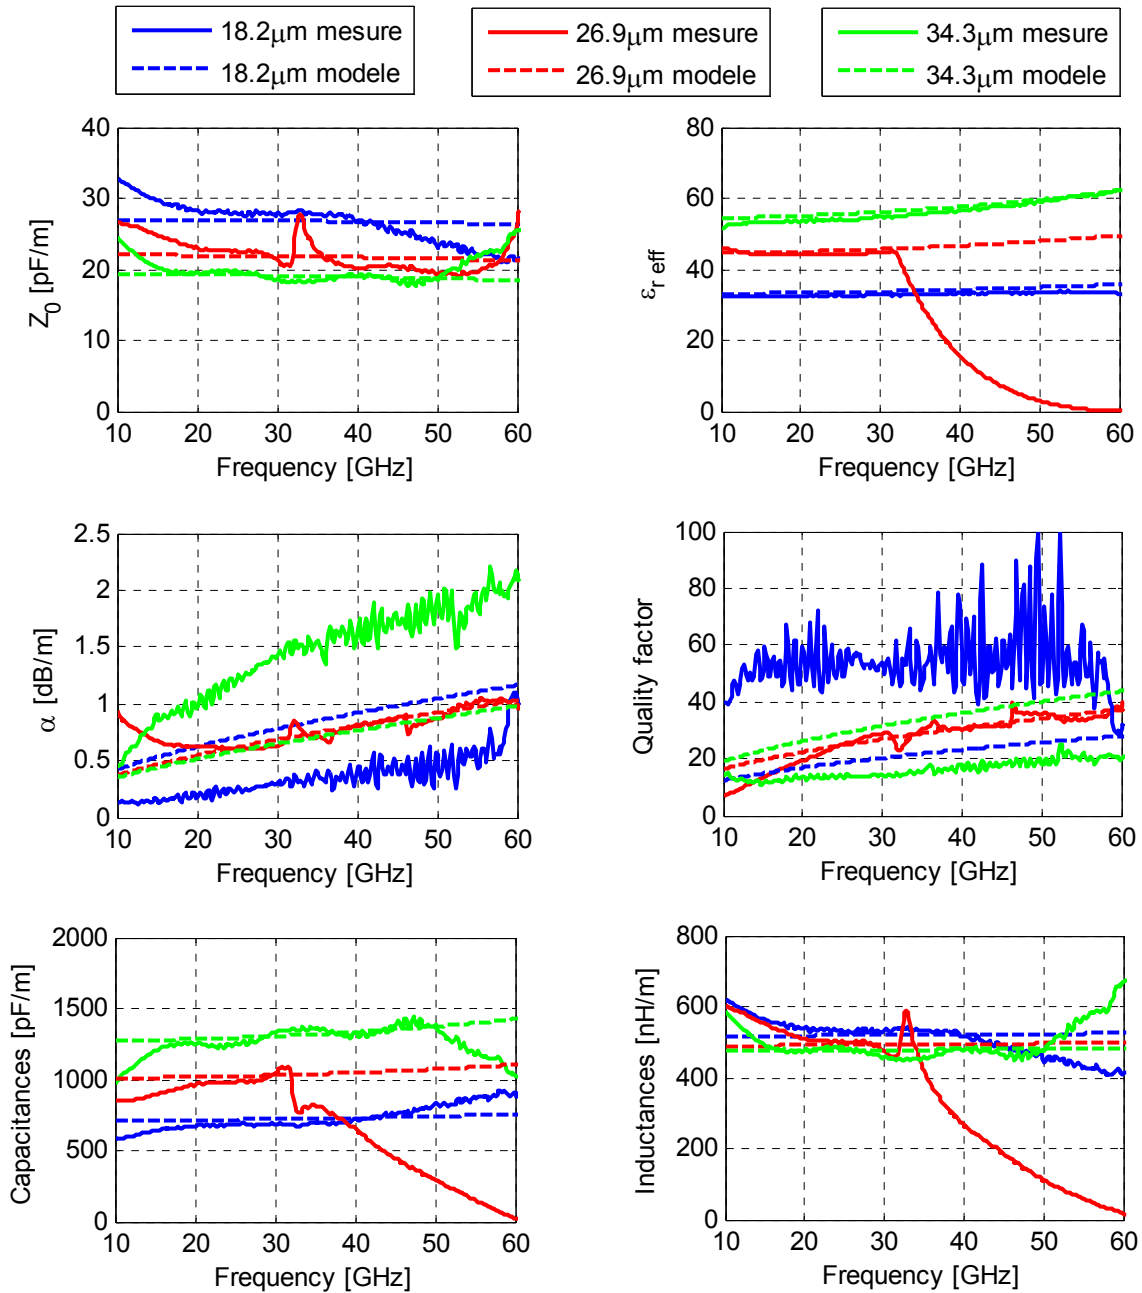 18.2μm mesure
18.2μm modele
26.9μm mesure
26.9μm modele
34.3μm mesure
34.3μm modele
Z0 [pF/m]
40
30
20
10
0
10 20 30 40 50 60
Frequency [GHz]
εr eff
80
60
40
20
0
10 20 30 40 50 60
Frequency [GHz]
α [dB/m]
2.5
2
1.5
1
0.5
0
10 20 30 40 50 60
Frequency [GHz]
Quality factor
100
80
60
40
20
0
10 20 30 40 50 60
Frequency [GHz]
Capacitances [pF/m]
2000
1500
1000
500
0
10 20 30 40 50 60
Frequency [GHz]
Inductances [nH/m]
800
600
400
200
0
10 20 30 40 50 60
Frequency [GHz]